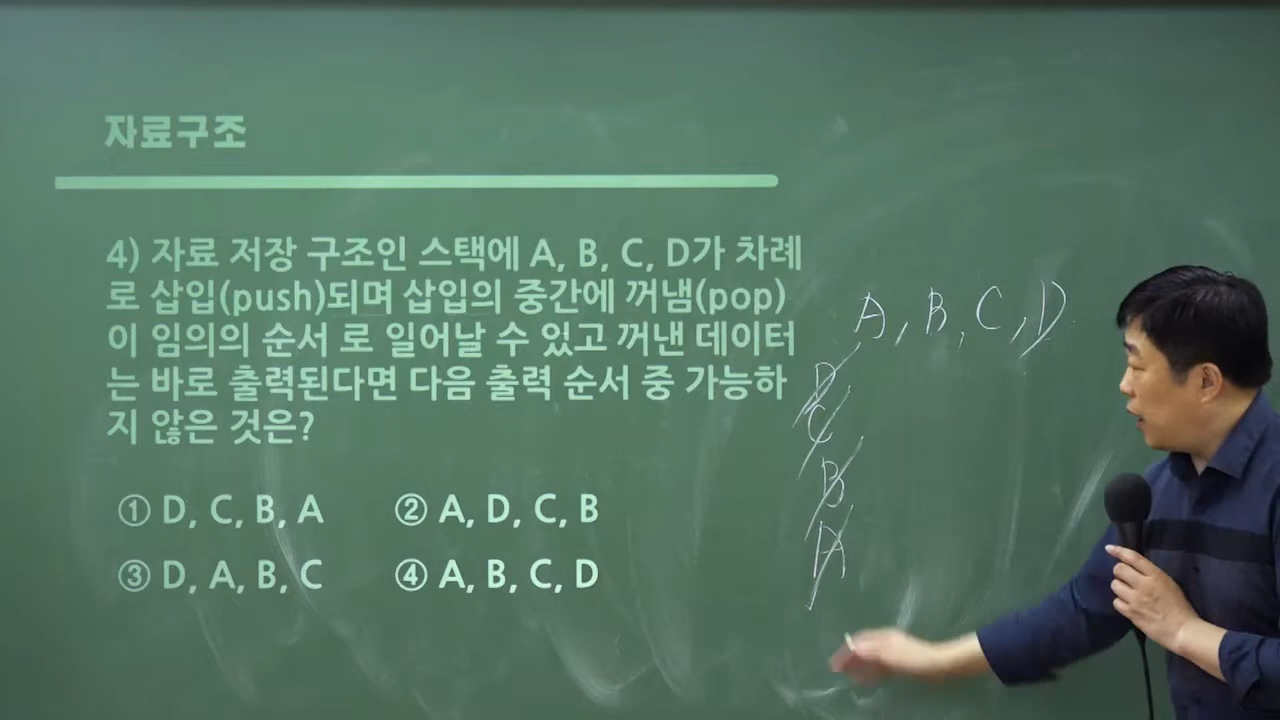 자료구조
4) 자료 저장 구조인 스택에 A, B, C, D가 차례
로 삽입(push)되며 삽입의 중간에 꺼냄(pop)
이 임의의 순서 로 일어날 수 있고 꺼낸 데이터
는 바로 출력된다면 다음 출력 순서 중 가능하
지 않은 것은?
① D, C, B, A ② A, D, C, B
③ D, A, B, C ④ A, B, C, D
A, B, C, D
D
C
B
A